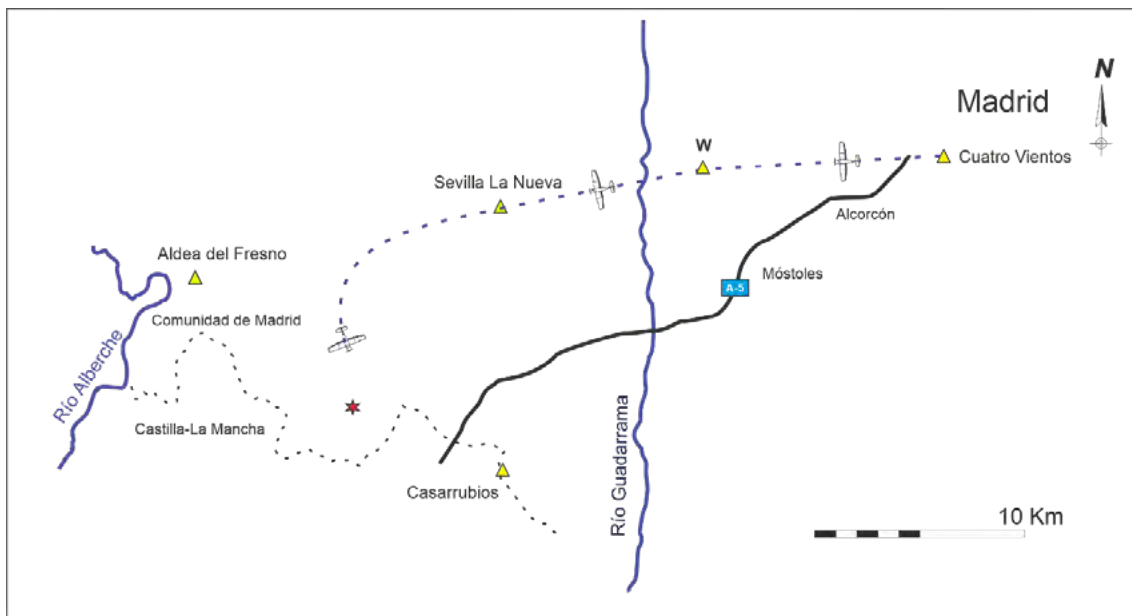 N
Madrid
W
Cuatro Vientos
Sevilla La Nueva
Alcorcón
Aldea del Fresno
Móstoles
A-5
Comunidad de Madrid
Río Alberche
Castilla-La Mancha
Casarrubios
Río Guadarrama
10 Km